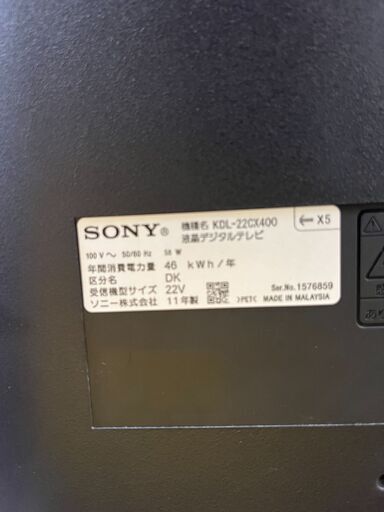 SONY® 機種名 KDL-22CX400 ← X5
液晶デジタルテレビ
100 V ～ 50/60 Hz 58 W
年間消費電力量 46 kWh/年
区分名 DK
受信機型サイズ 22V Ser.No.1576859
ソニー株式会社 11年製 >PET< MADE IN MALAYSIA